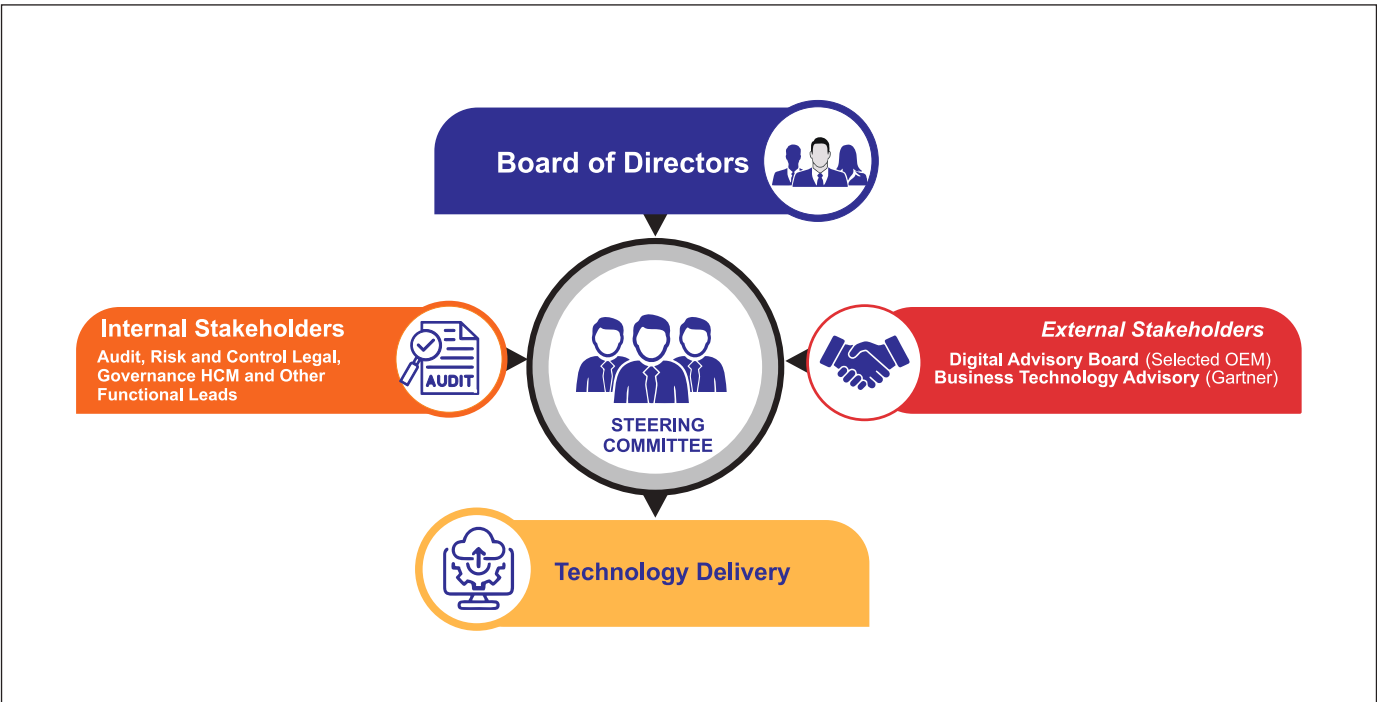 Board of Directors
Internal Stakeholders
Audit, Risk and Control Legal,
Governance HCM and Other
Functional Leads
AUDIT
STEERING
COMMITTEE
External Stakeholders
Digital Advisory Board (Selected OEM)
Business Technology Advisory (Gartner)
Technology Delivery